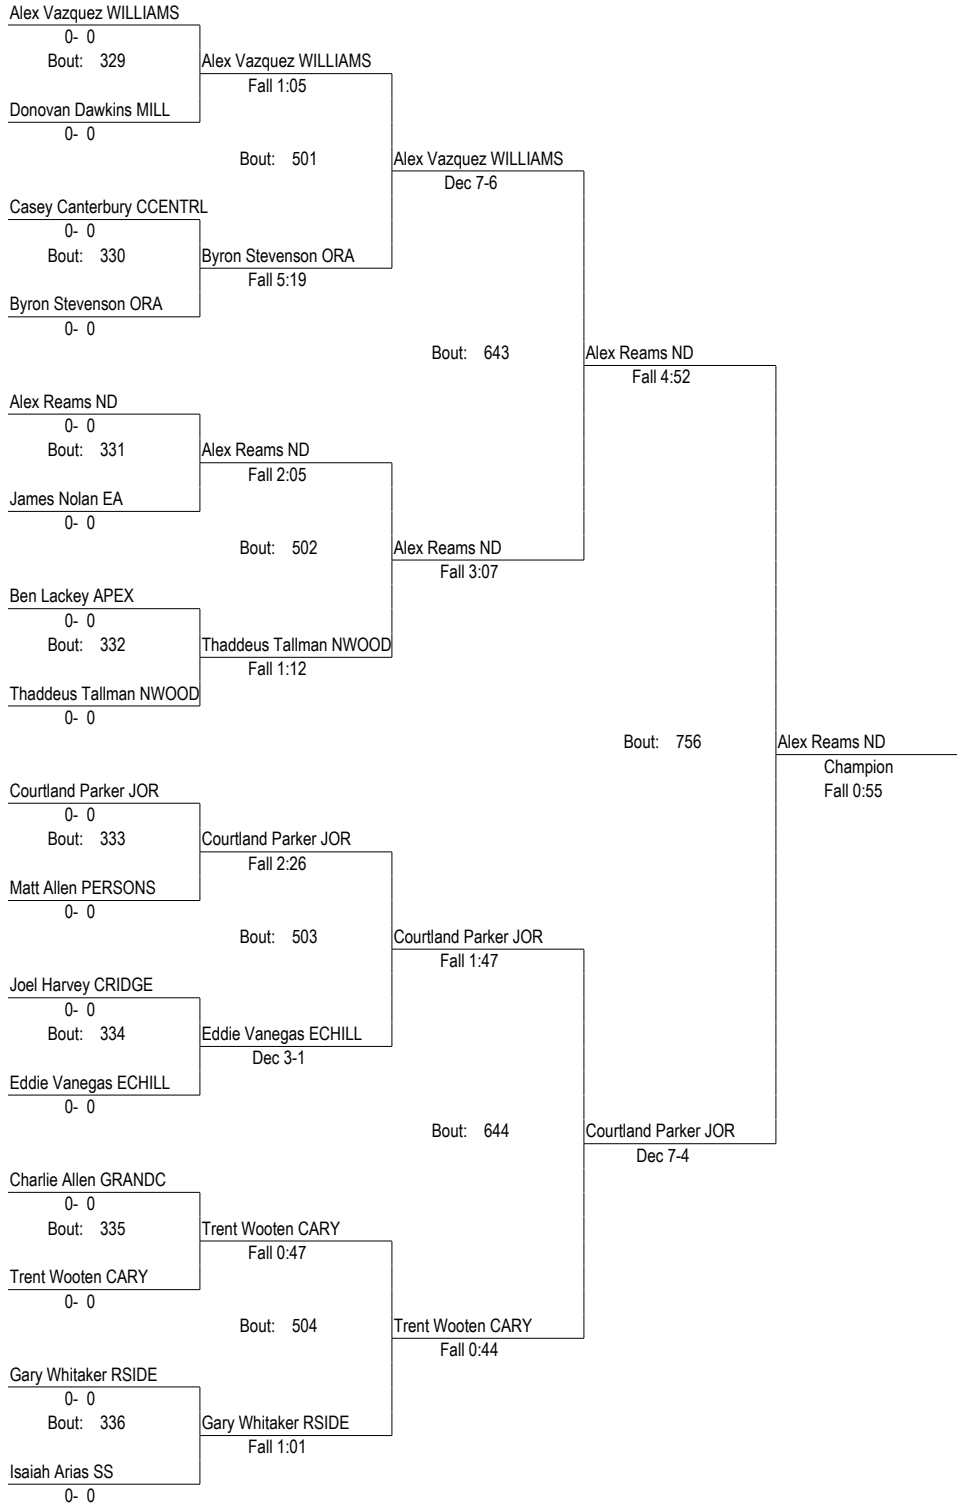 Alex Vazquez WILLIAMS
0- 0
Bout: 329
Alex Vazquez WILLIAMS
Fall 1:05
Donovan Dawkins MILL
0- 0
Bout: 501
Alex Vazquez WILLIAMS
Dec 7-6
Casey Canterbury CCENTRL
0- 0
Bout: 330
Byron Stevenson ORA
Fall 5:19
Byron Stevenson ORA
0- 0
Bout: 643
Alex Reams ND
Fall 4:52
Alex Reams ND
0- 0
Bout: 331
Alex Reams ND
Fall 2:05
James Nolan EA
0- 0
Bout: 502
Alex Reams ND
Fall 3:07
Ben Lackey APEX
0- 0
Bout: 332
Thaddeus Tallman NWOOD
Fall 1:12
Thaddeus Tallman NWOOD
0- 0
Bout: 756
Alex Reams ND
Champion
Fall 0:55
Courtland Parker JOR
0- 0
Bout: 333
Courtland Parker JOR
Fall 2:26
Matt Allen PERSONS
0- 0
Bout: 503
Courtland Parker JOR
Fall 1:47
Joel Harvey CRIDGE
0- 0
Bout: 334
Eddie Vanegas ECHILL
Dec 3-1
Eddie Vanegas ECHILL
0- 0
Bout: 644
Courtland Parker JOR
Dec 7-4
Charlie Allen GRANDC
0- 0
Bout: 335
Trent Wooten CARY
Fall 0:47
Trent Wooten CARY
0- 0
Bout: 504
Trent Wooten CARY
Fall 0:44
Gary Whitaker RSIDE
0- 0
Bout: 336
Gary Whitaker RSIDE
Fall 1:01
Isaiah Arias SS
0- 0